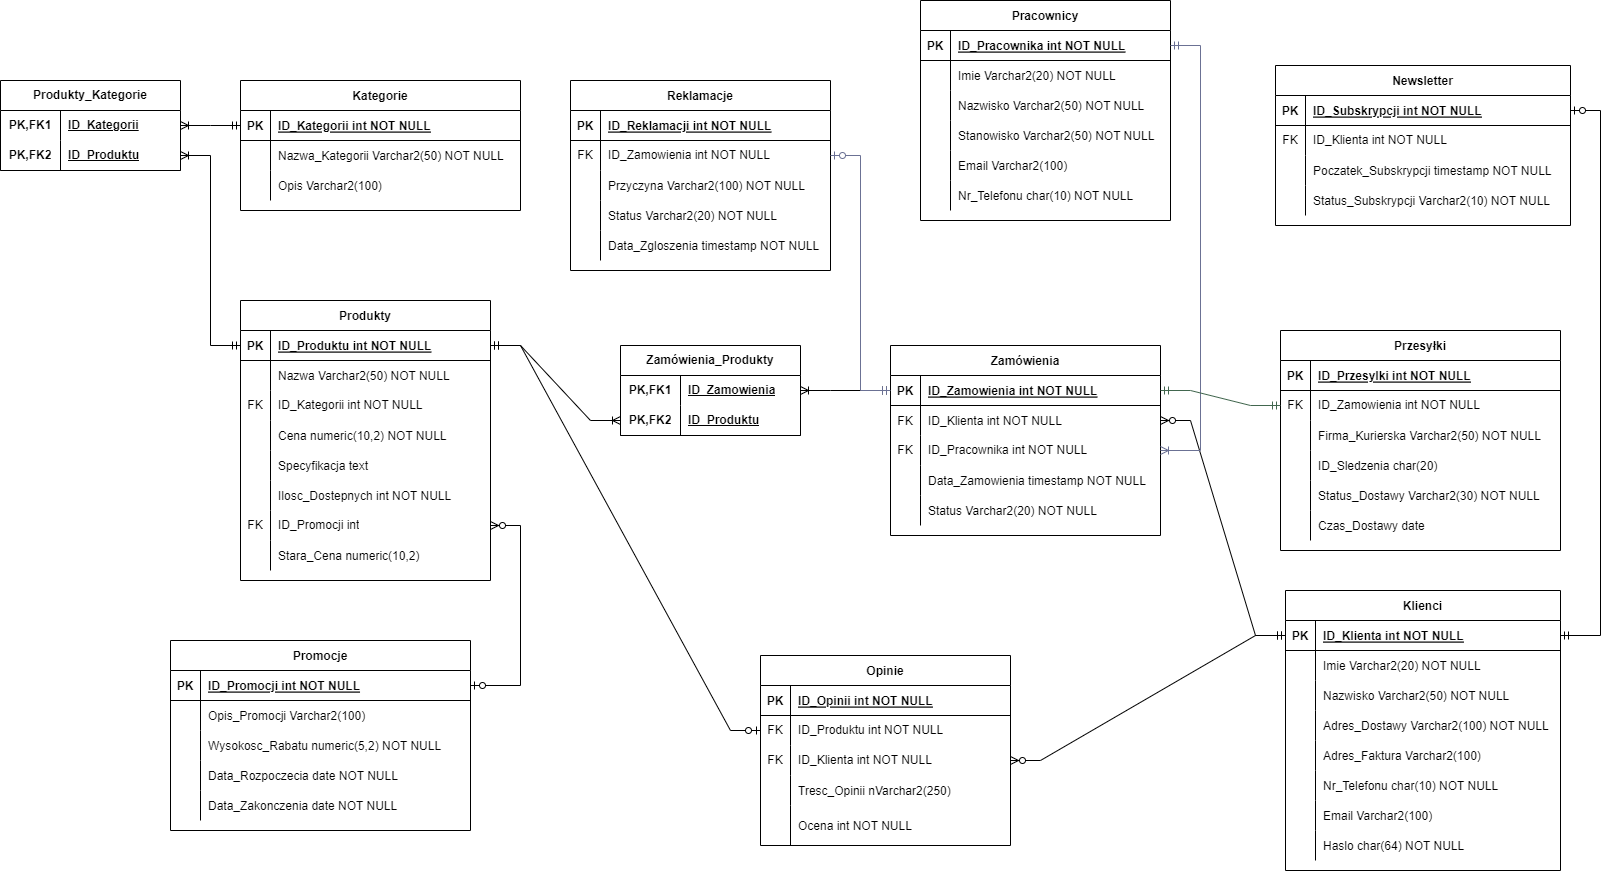 Produkty_Kategorie
PK,FK1 ID_Kategorii
PK,FK2 ID_Produktu
Kategorie
PK ID_Kategorii int NOT NULL
Nazwa_Kategorii Varchar2(50) NOT NULL
Opis Varchar2(100)
Reklamacje
PK ID_Reklamacji int NOT NULL
FK ID_Zamowienia int NOT NULL
Przyczyna Varchar2(100) NOT NULL
Status Varchar2(20) NOT NULL
Data_Zgloszenia timestamp NOT NULL
Pracownicy
PK ID_Pracownika int NOT NULL
Imie Varchar2(20) NOT NULL
Nazwisko Varchar2(50) NOT NULL
Stanowisko Varchar2(50) NOT NULL
Email Varchar2(100)
Nr_Telefonu char(10) NOT NULL
Newsletter
PK ID_Subskrypcji int NOT NULL
FK ID_Klienta int NOT NULL
Poczatek_Subskrypcji timestamp NOT NULL
Status_Subskrypcji Varchar2(10) NOT NULL
Produkty
PK ID_Produktu int NOT NULL
Nazwa Varchar2(50) NOT NULL
FK ID_Kategorii int NOT NULL
Cena numeric(10,2) NOT NULL
Specyfikacja text
Ilosc_Dostepnych int NOT NULL
FK ID_Promocji int
Stara_Cena numeric(10,2)
Zamówienia_Produkty
PK,FK1 ID_Zamowienia
PK,FK2 ID_Produktu
Zamówienia
PK ID_Zamowienia int NOT NULL
FK ID_Klienta int NOT NULL
FK ID_Pracownika int NOT NULL
Data_Zamowienia timestamp NOT NULL
Status Varchar2(20) NOT NULL
Przesyłki
PK ID_Przesylki int NOT NULL
FK ID_Zamowienia int NOT NULL
Firma_Kurierska Varchar2(50) NOT NULL
ID_Sledzenia char(20)
Status_Dostawy Varchar2(30) NOT NULL
Czas_Dostawy date
Promocje
PK ID_Promocji int NOT NULL
Opis_Promocji Varchar2(100)
Wysokosc_Rabatu numeric(5,2) NOT NULL
Data_Rozpoczecia date NOT NULL
Data_Zakonczenia date NOT NULL
Opinie
PK ID_Opinii int NOT NULL
FK ID_Produktu int NOT NULL
FK ID_Klienta int NOT NULL
Tresc_Opinii nVarchar2(250)
Ocena int NOT NULL
Klienci
PK ID_Klienta int NOT NULL
Imie Varchar2(20) NOT NULL
Nazwisko Varchar2(50) NOT NULL
Adres_Dostawy Varchar2(100) NOT NULL
Adres_Faktura Varchar2(100)
Nr_Telefonu char(10) NOT NULL
Email Varchar2(100)
Haslo char(64) NOT NULL